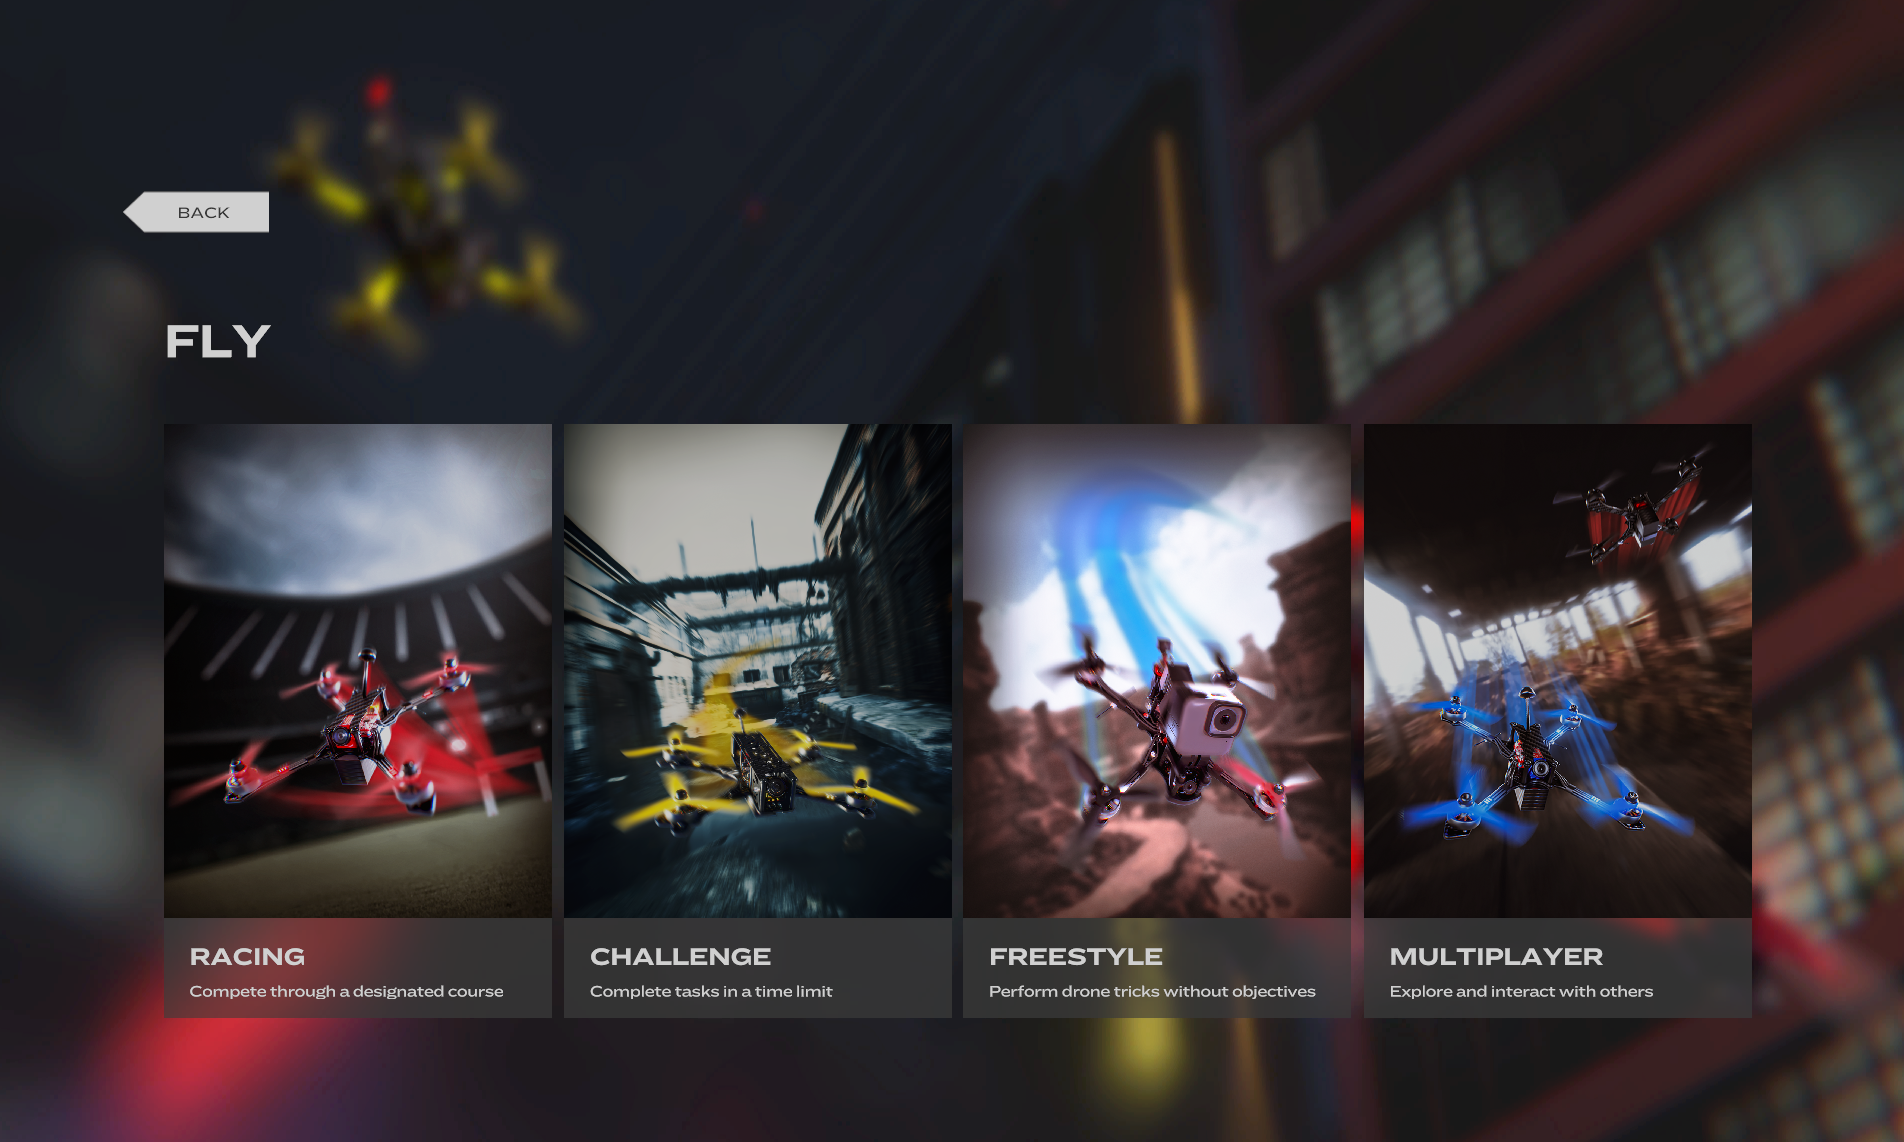 BACK
FLY
RACING
Compete through a designated course
CHALLENGE
Complete tasks in a time limit
FREESTYLE
Perform drone tricks without objectives
MULTIPLAYER
Explore and interact with others